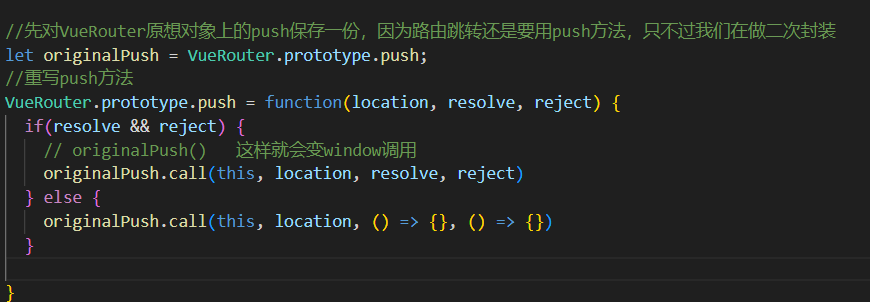 //先对VueRouter原想对象上的push保存一份，因为路由跳转还是要用push方法，只不过我们在做二次封装
let originalPush = VueRouter.prototype.push;
//重写push方法
VueRouter.prototype.push = function(location, resolve, reject) {
if(resolve && reject) {
// originalPush() 这样就会变window调用
originalPush.call(this, location, resolve, reject)
} else {
originalPush.call(this, location, () => {}, () => {})
}
}